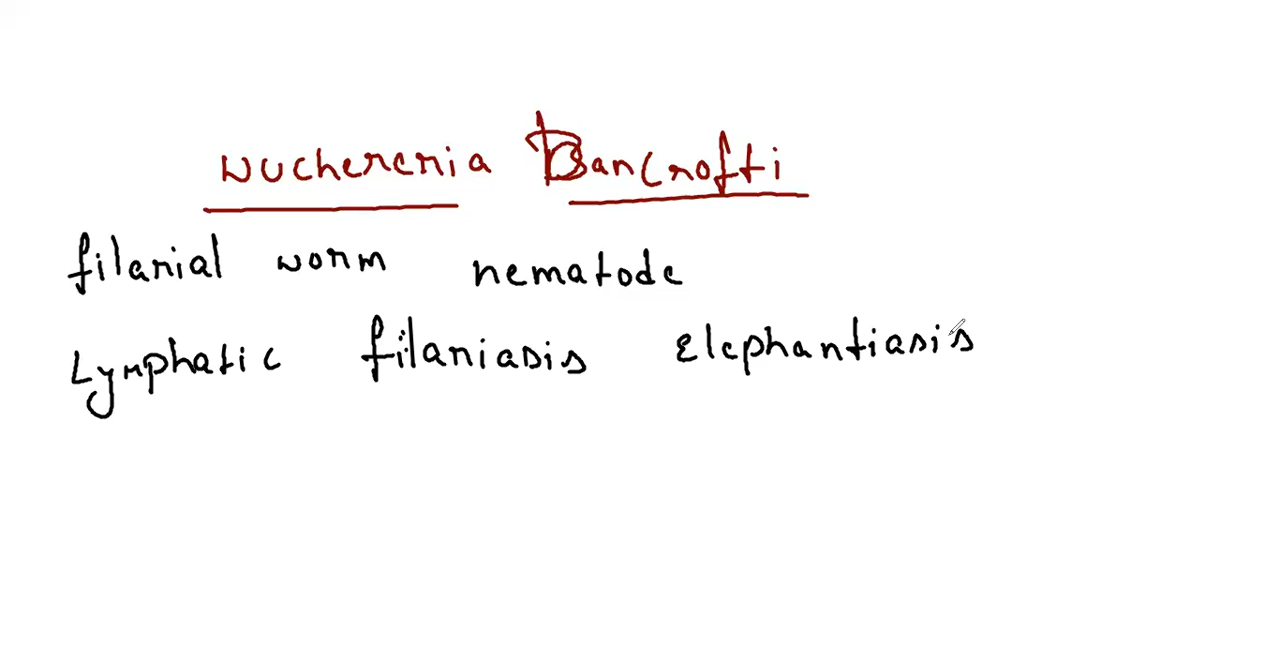 Wuchereria Bancrofti
filarial worm nematode
Lymphatic filariasis Elephantiasis